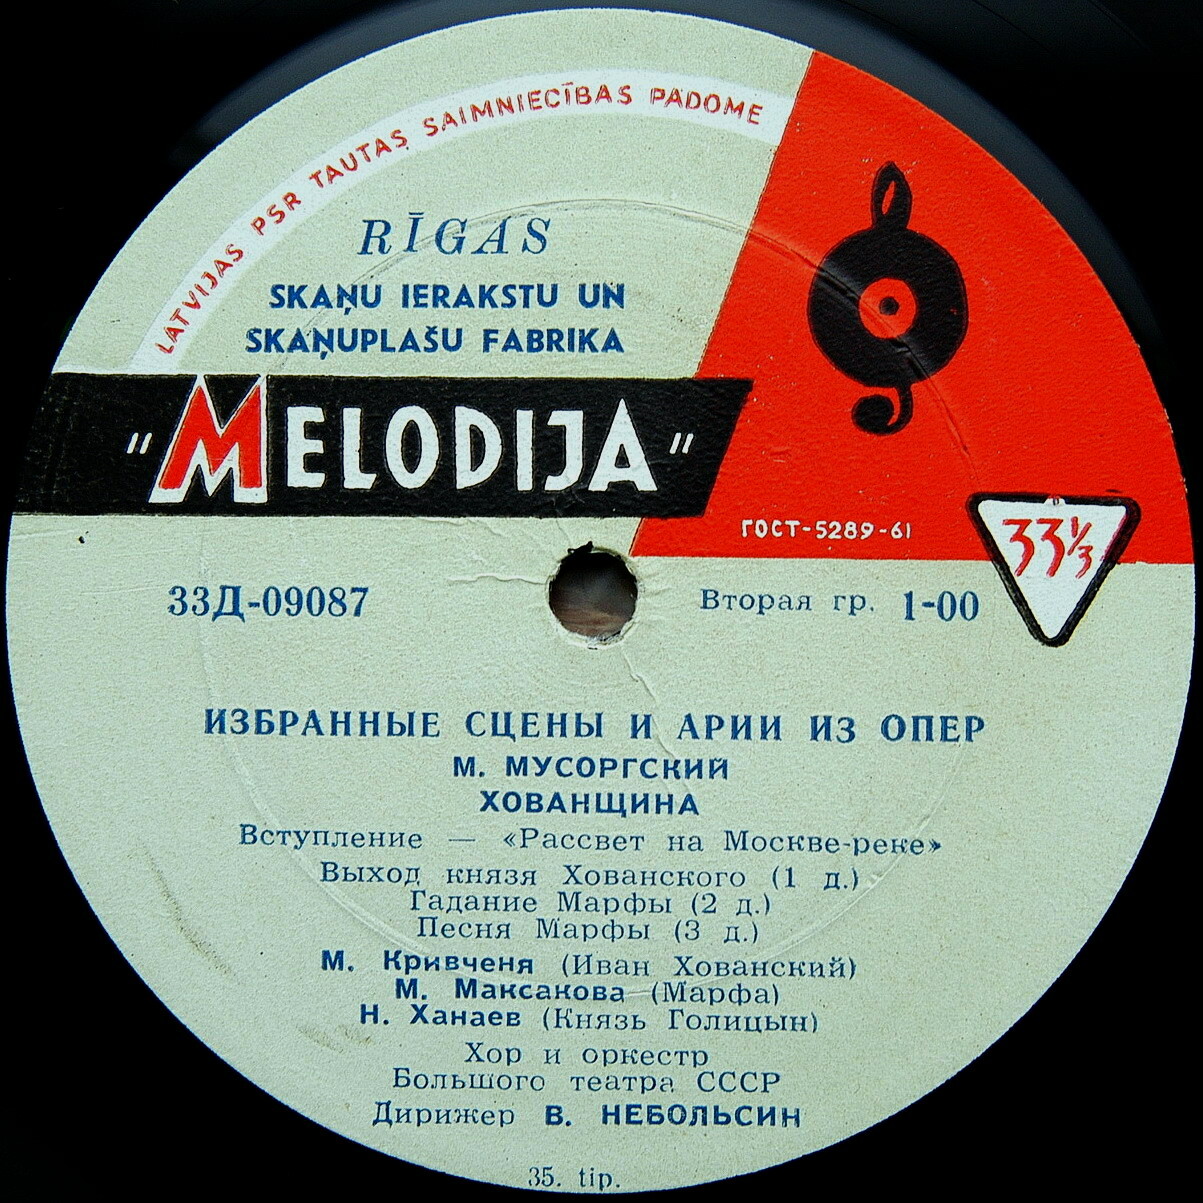 LATVIJAS PSR TAUTAS SAIMNIECĪBAS PADOME
RĪGAS
SKAŅU IERAKSTU UN
SKAŅUPLAŠU FABRIKA
"MELODIJA"
ГОСТ-5289-61
33⅓
33Д-09087
Вторая гр. 1-00
ИЗБРАННЫЕ СЦЕНЫ И АРИИ ИЗ ОПЕР
М. МУСОРГСКИЙ
ХОВАНЩИНА
Вступление — «Рассвет на Москве-реке»
Выход князя Хованского (1 д.)
Гадание Марфы (2 д.)
Песня Марфы (3 д.)
М. Кривченя (Иван Хованский)
М. Максакова (Марфа)
Н. Ханаев (Князь Голицын)
Хор и оркестр
Большого театра СССР
Дирижер В. НЕБОЛЬСИН
35. tip.